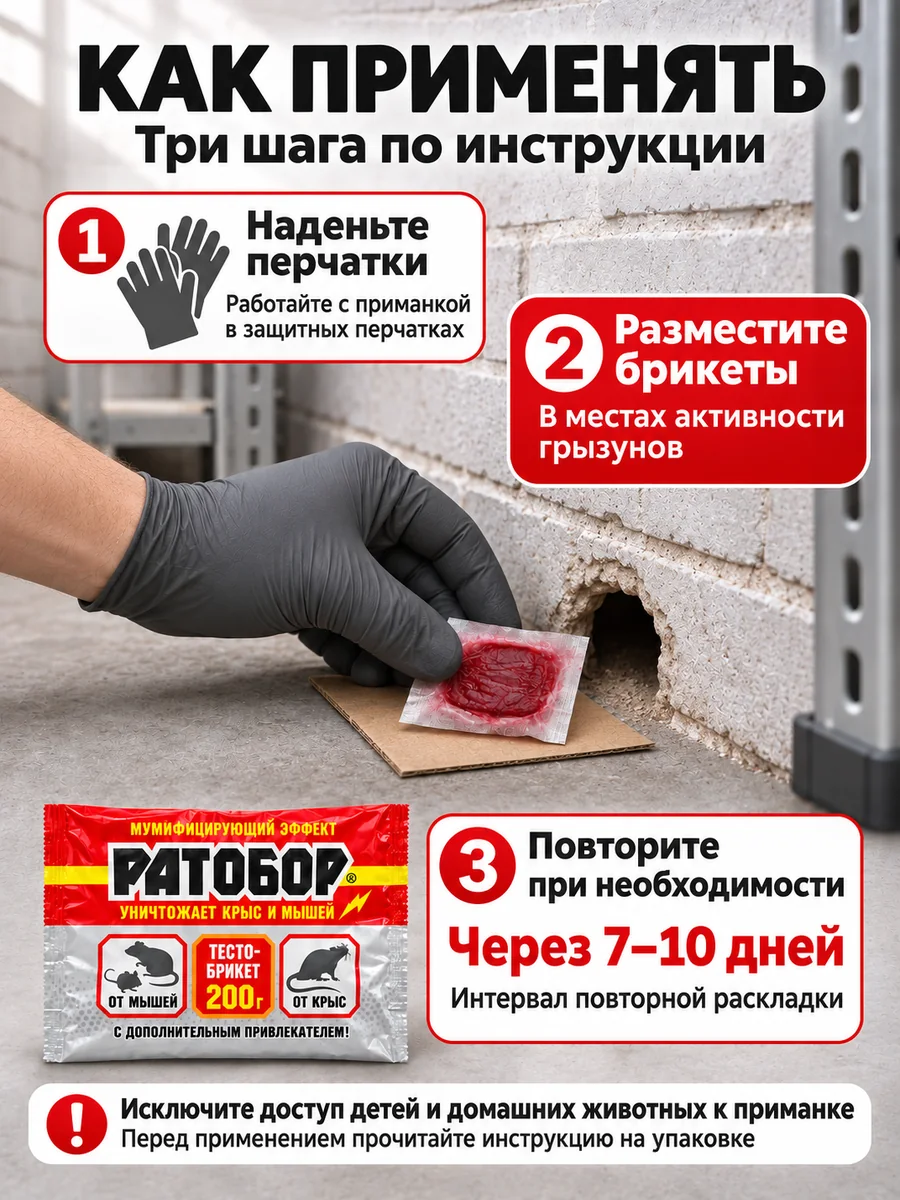 КАК ПРИМЕНЯТЬ
Три шага по инструкции
1
Наденьте
перчатки
Работайте с приманкой
в защитных перчатках
2
Разместите
брикеты
В местах активности
грызунов
МУМИФИЦИРУЮЩИЙ ЭФФЕКТ
РАТОБОР®
УНИЧТОЖАЕТ КРЫС И МЫШЕЙ
ОТ МЫШЕЙ
ТЕСТО-
БРИКЕТ
200г
ОТ КРЫС
С ДОПОЛНИТЕЛЬНЫМ ПРИВЛЕКАТЕЛЕМ!
3
Повторите
при необходимости
Через 7–10 дней
Интервал повторной раскладки
!
Исключите доступ детей и домашних животных к приманке
Перед применением прочитайте инструкцию на упаковке